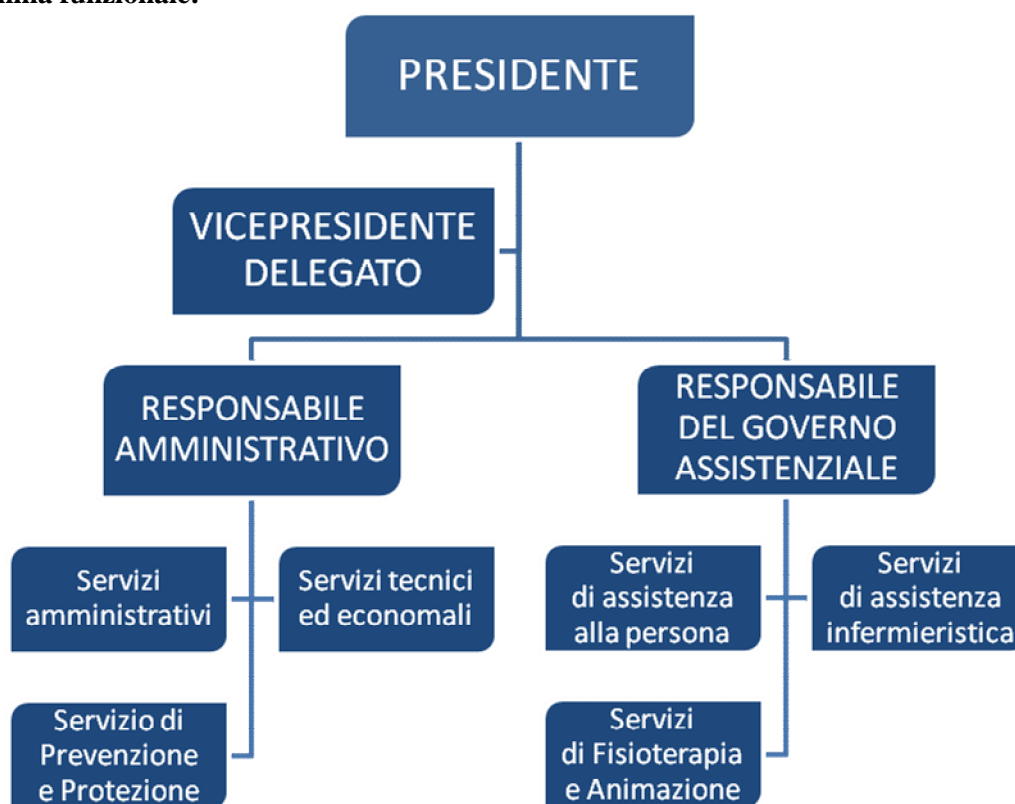 funzionale.
PRESIDENTE
VICEPRESIDENTE
DELEGATO
RESPONSABILE
AMMINISTRATIVO
RESPONSABILE
DEL GOVERNO
ASSISTENZIALE
Servizi
amministrativi
Servizi tecnici
ed economali
Servizi
di assistenza
alla persona
Servizi
di assistenza
infermieristica
Servizio di
Prevenzione
e Protezione
Servizi
di Fisioterapia
e Animazione